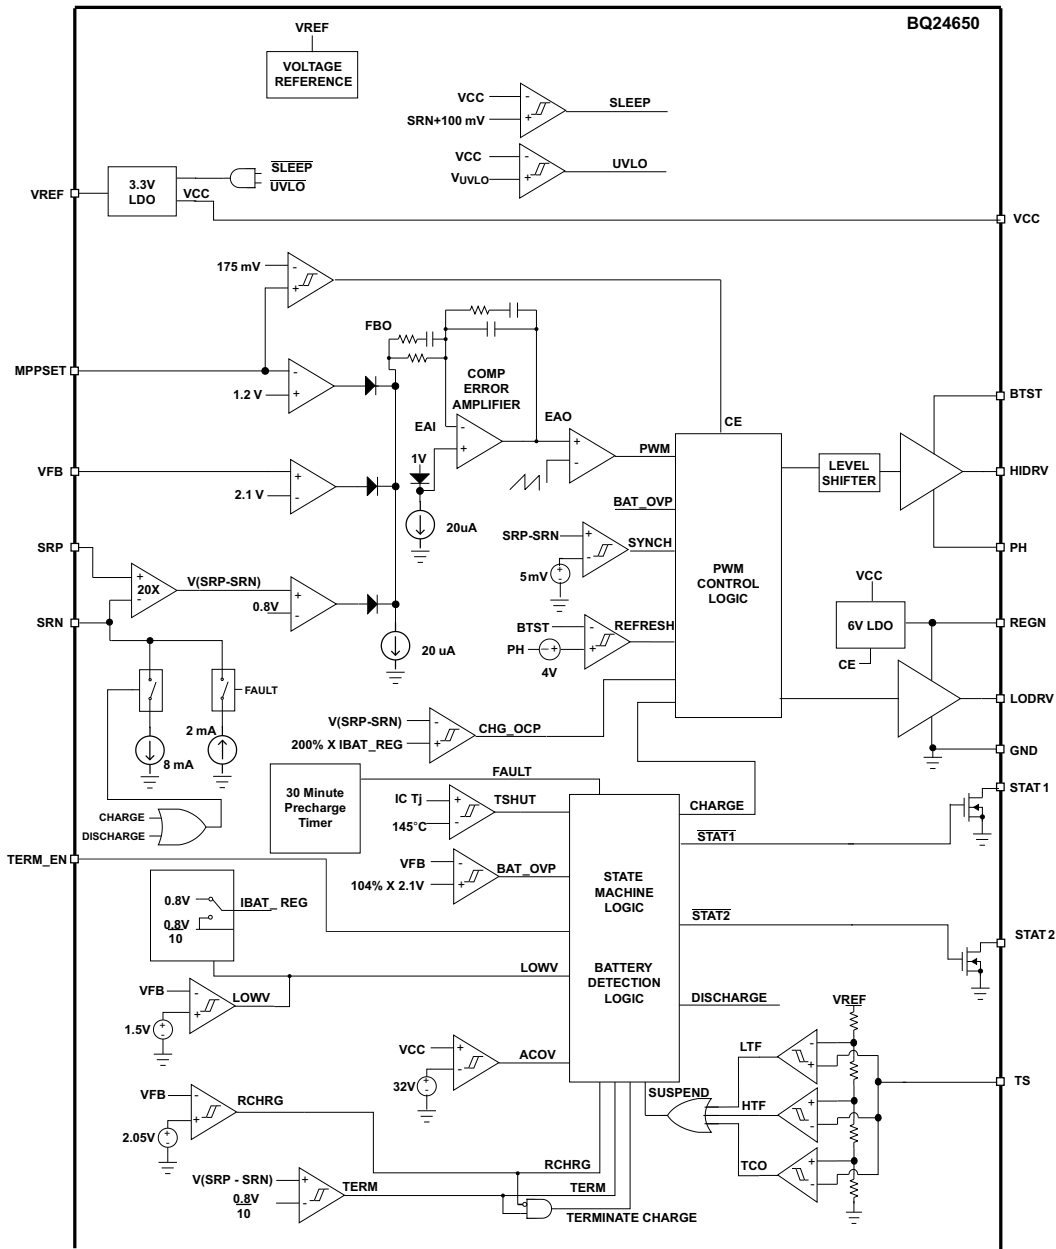 BQ24650
VREF
VOLTAGE
REFERENCE
VCC
SRN+100 mV
SLEEP
VCC
VUVLO
UVLO
VREF
3.3V
LDO
SLEEP
UVLO
VCC
VCC
175 mV
MPPSET
1.2 V
FBO
COMP
ERROR
AMPLIFIER
EAI
EAO
1V
20uA
CE
PWM
BTST
LEVEL
SHIFTER
HIDRV
PH
VFB
2.1 V
BAT_OVP
SRP-SRN
SYNCH
5mV
PWM
CONTROL
LOGIC
SRP
20X
V(SRP-SRN)
0.8V
SRN
20 uA
BTST
REFRESH
PH
4V
VCC
6V LDO
CE
REGN
LODRV
GND
FAULT
2 mA
8 mA
V(SRP-SRN)
200% X IBAT_REG
CHG_OCP
CHARGE
DISCHARGE
30 Minute
Precharge
Timer
FAULT
IC Tj
145°C
TSHUT
CHARGE
STAT1
STAT1
TERM_EN
VFB
104% X 2.1V
BAT_OVP
STATE
MACHINE
LOGIC
BATTERY
DETECTION
LOGIC
STAT2
STAT2
0.8V
IBAT_REG
0.8V
10
LOWV
VFB
LOWV
1.5V
DISCHARGE
VREF
VCC
ACOV
32V
LTF
HTF
TCO
TS
SUSPEND
VFB
RCHRG
2.05V
RCHRG
V(SRP - SRN)
0.8V
10
TERM
TERM
TERMINATE CHARGE